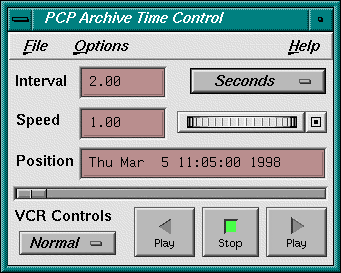 PCP Archive Time Control
File Options Help
Interval 2.00 Seconds
Speed 1.00
Position Thu Mar  5 11:05:00 1998
VCR Controls
Normal Play Stop Play